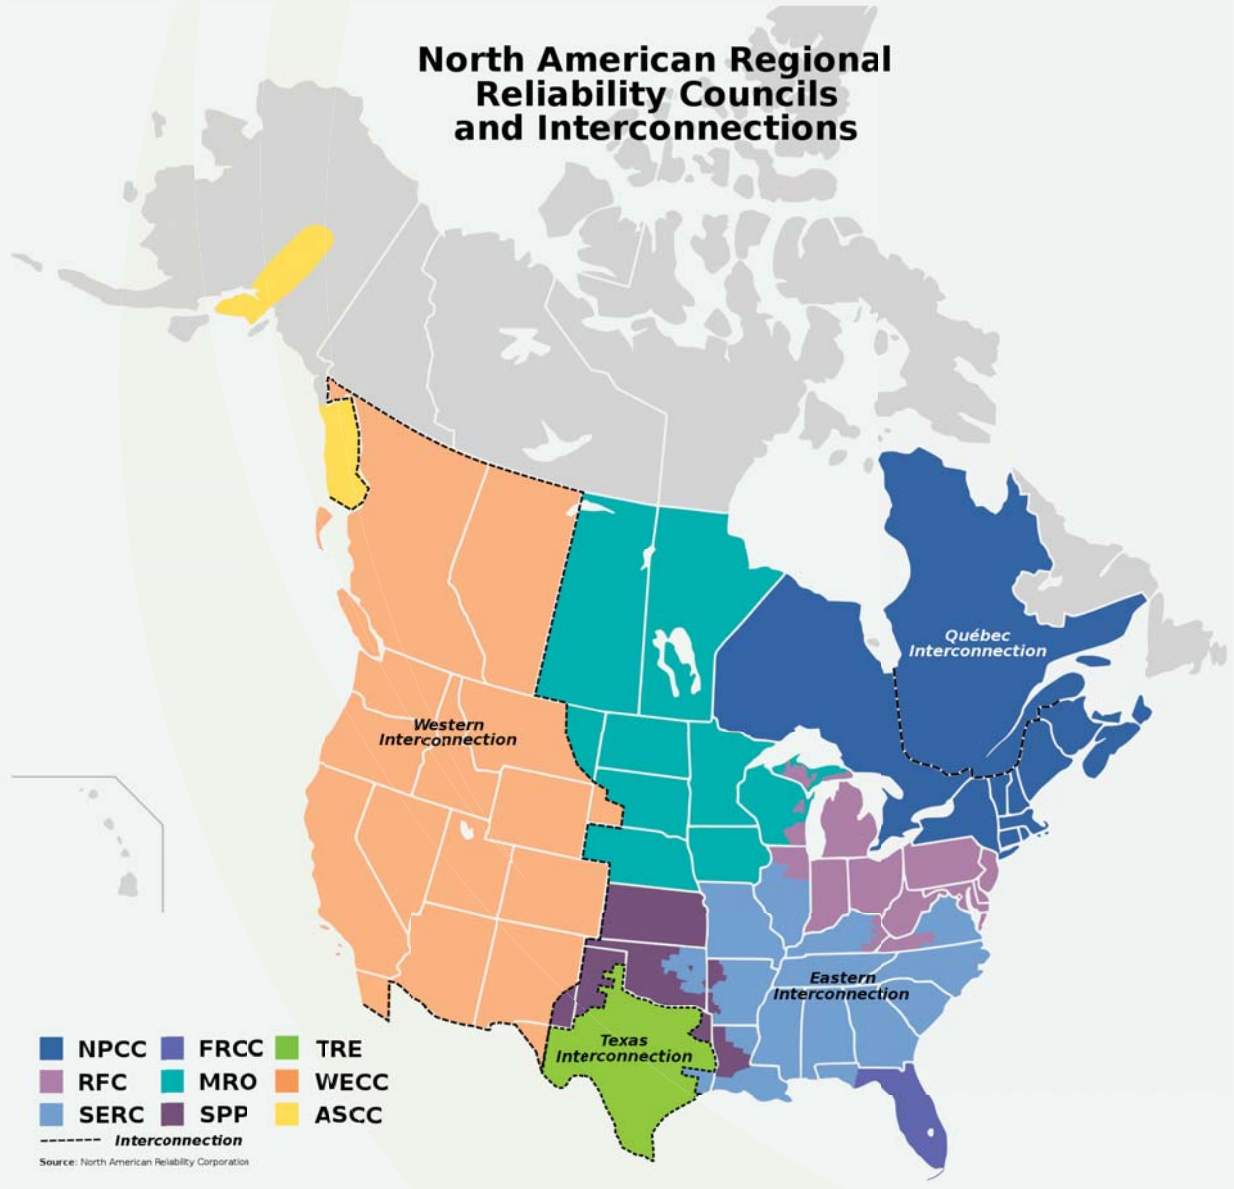 North American Regional
Reliability Councils
and Interconnections
Québec
Interconnection
Western
Interconnection
Eastern
Interconnection
Texas
Interconnection
NPCC FRCC TRE
RFC MRO WECC
SERC SPP ASCC
Interconnection
Source: North American Reliability Corporation